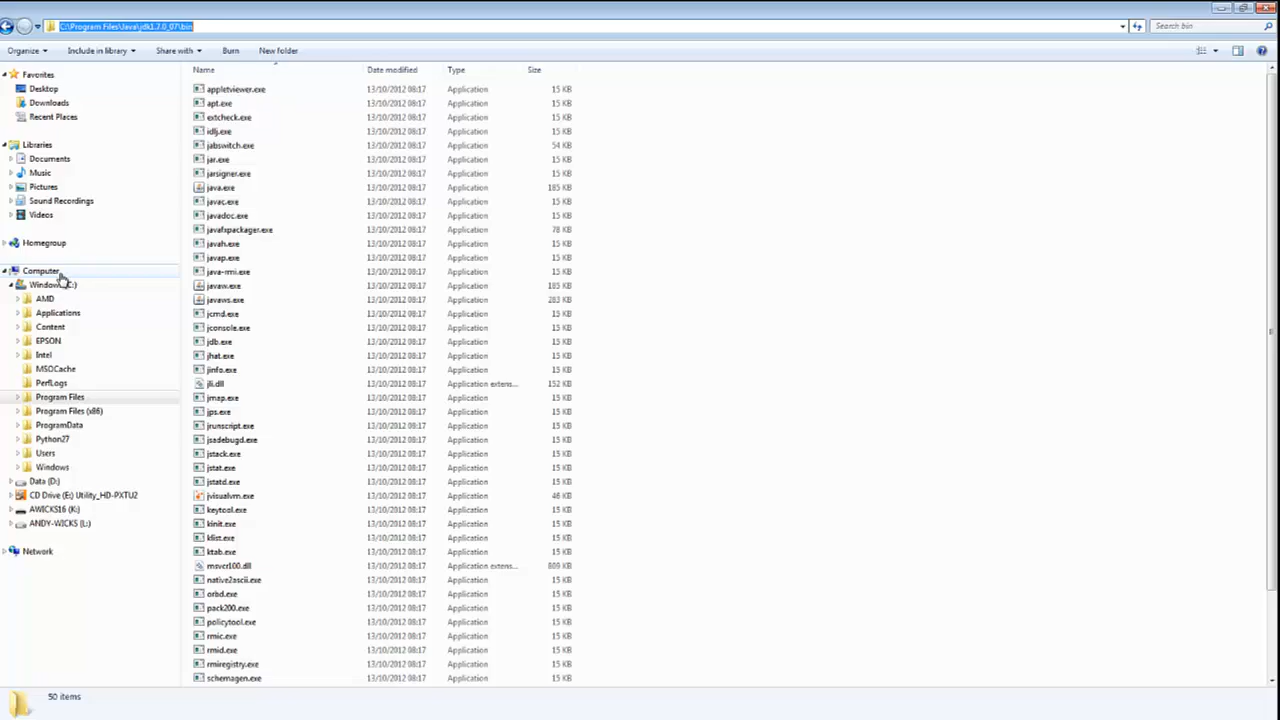 C:\Program Files\Java\jdk1.7.0_07\bin
Search bin
Organize Include in library Share with Burn New folder
Favorites
Desktop
Downloads
Recent Places
Libraries
Documents
Music
Pictures
Sound Recordings
Videos
Homegroup
Computer
Windows (C:)
AMD
Applications
Content
EPSON
Intel
MSOCache
PerfLogs
Program Files
Program Files (x86)
ProgramData
Python27
Users
Windows
Data (D:)
CD Drive (E:) Utility_HD-PXTU2
AWICKS16 (K:)
ANDY-WICKS (L:)
Network
Name Date modified Type Size
appletviewer.exe 13/10/2012 08:17 Application 15 KB
apt.exe 13/10/2012 08:17 Application 15 KB
extcheck.exe 13/10/2012 08:17 Application 15 KB
idlj.exe 13/10/2012 08:17 Application 15 KB
jabswitch.exe 13/10/2012 08:17 Application 54 KB
jar.exe 13/10/2012 08:17 Application 15 KB
jarsigner.exe 13/10/2012 08:17 Application 15 KB
java.exe 13/10/2012 08:17 Application 185 KB
javac.exe 13/10/2012 08:17 Application 15 KB
javadoc.exe 13/10/2012 08:17 Application 15 KB
javafxpackager.exe 13/10/2012 08:17 Application 78 KB
javah.exe 13/10/2012 08:17 Application 15 KB
javap.exe 13/10/2012 08:17 Application 15 KB
java-rmi.exe 13/10/2012 08:17 Application 15 KB
javaw.exe 13/10/2012 08:17 Application 185 KB
javaws.exe 13/10/2012 08:17 Application 283 KB
jcmd.exe 13/10/2012 08:17 Application 15 KB
jconsole.exe 13/10/2012 08:17 Application 15 KB
jdb.exe 13/10/2012 08:17 Application 15 KB
jhat.exe 13/10/2012 08:17 Application 15 KB
jinfo.exe 13/10/2012 08:17 Application 15 KB
jli.dll 13/10/2012 08:17 Application extens... 152 KB
jmap.exe 13/10/2012 08:17 Application 15 KB
jps.exe 13/10/2012 08:17 Application 15 KB
jrunscript.exe 13/10/2012 08:17 Application 15 KB
jsadebugd.exe 13/10/2012 08:17 Application 15 KB
jstack.exe 13/10/2012 08:17 Application 15 KB
jstat.exe 13/10/2012 08:17 Application 15 KB
jstatd.exe 13/10/2012 08:17 Application 15 KB
jvisualvm.exe 13/10/2012 08:17 Application 46 KB
keytool.exe 13/10/2012 08:17 Application 15 KB
kinit.exe 13/10/2012 08:17 Application 15 KB
klist.exe 13/10/2012 08:17 Application 15 KB
ktab.exe 13/10/2012 08:17 Application 15 KB
msvcr100.dll 13/10/2012 08:17 Application extens... 809 KB
native2ascii.exe 13/10/2012 08:17 Application 15 KB
orbd.exe 13/10/2012 08:17 Application 15 KB
pack200.exe 13/10/2012 08:17 Application 15 KB
policytool.exe 13/10/2012 08:17 Application 15 KB
rmic.exe 13/10/2012 08:17 Application 15 KB
rmid.exe 13/10/2012 08:17 Application 15 KB
rmiregistry.exe 13/10/2012 08:17 Application 15 KB
schemagen.exe 13/10/2012 08:17 Application 15 KB
50 items